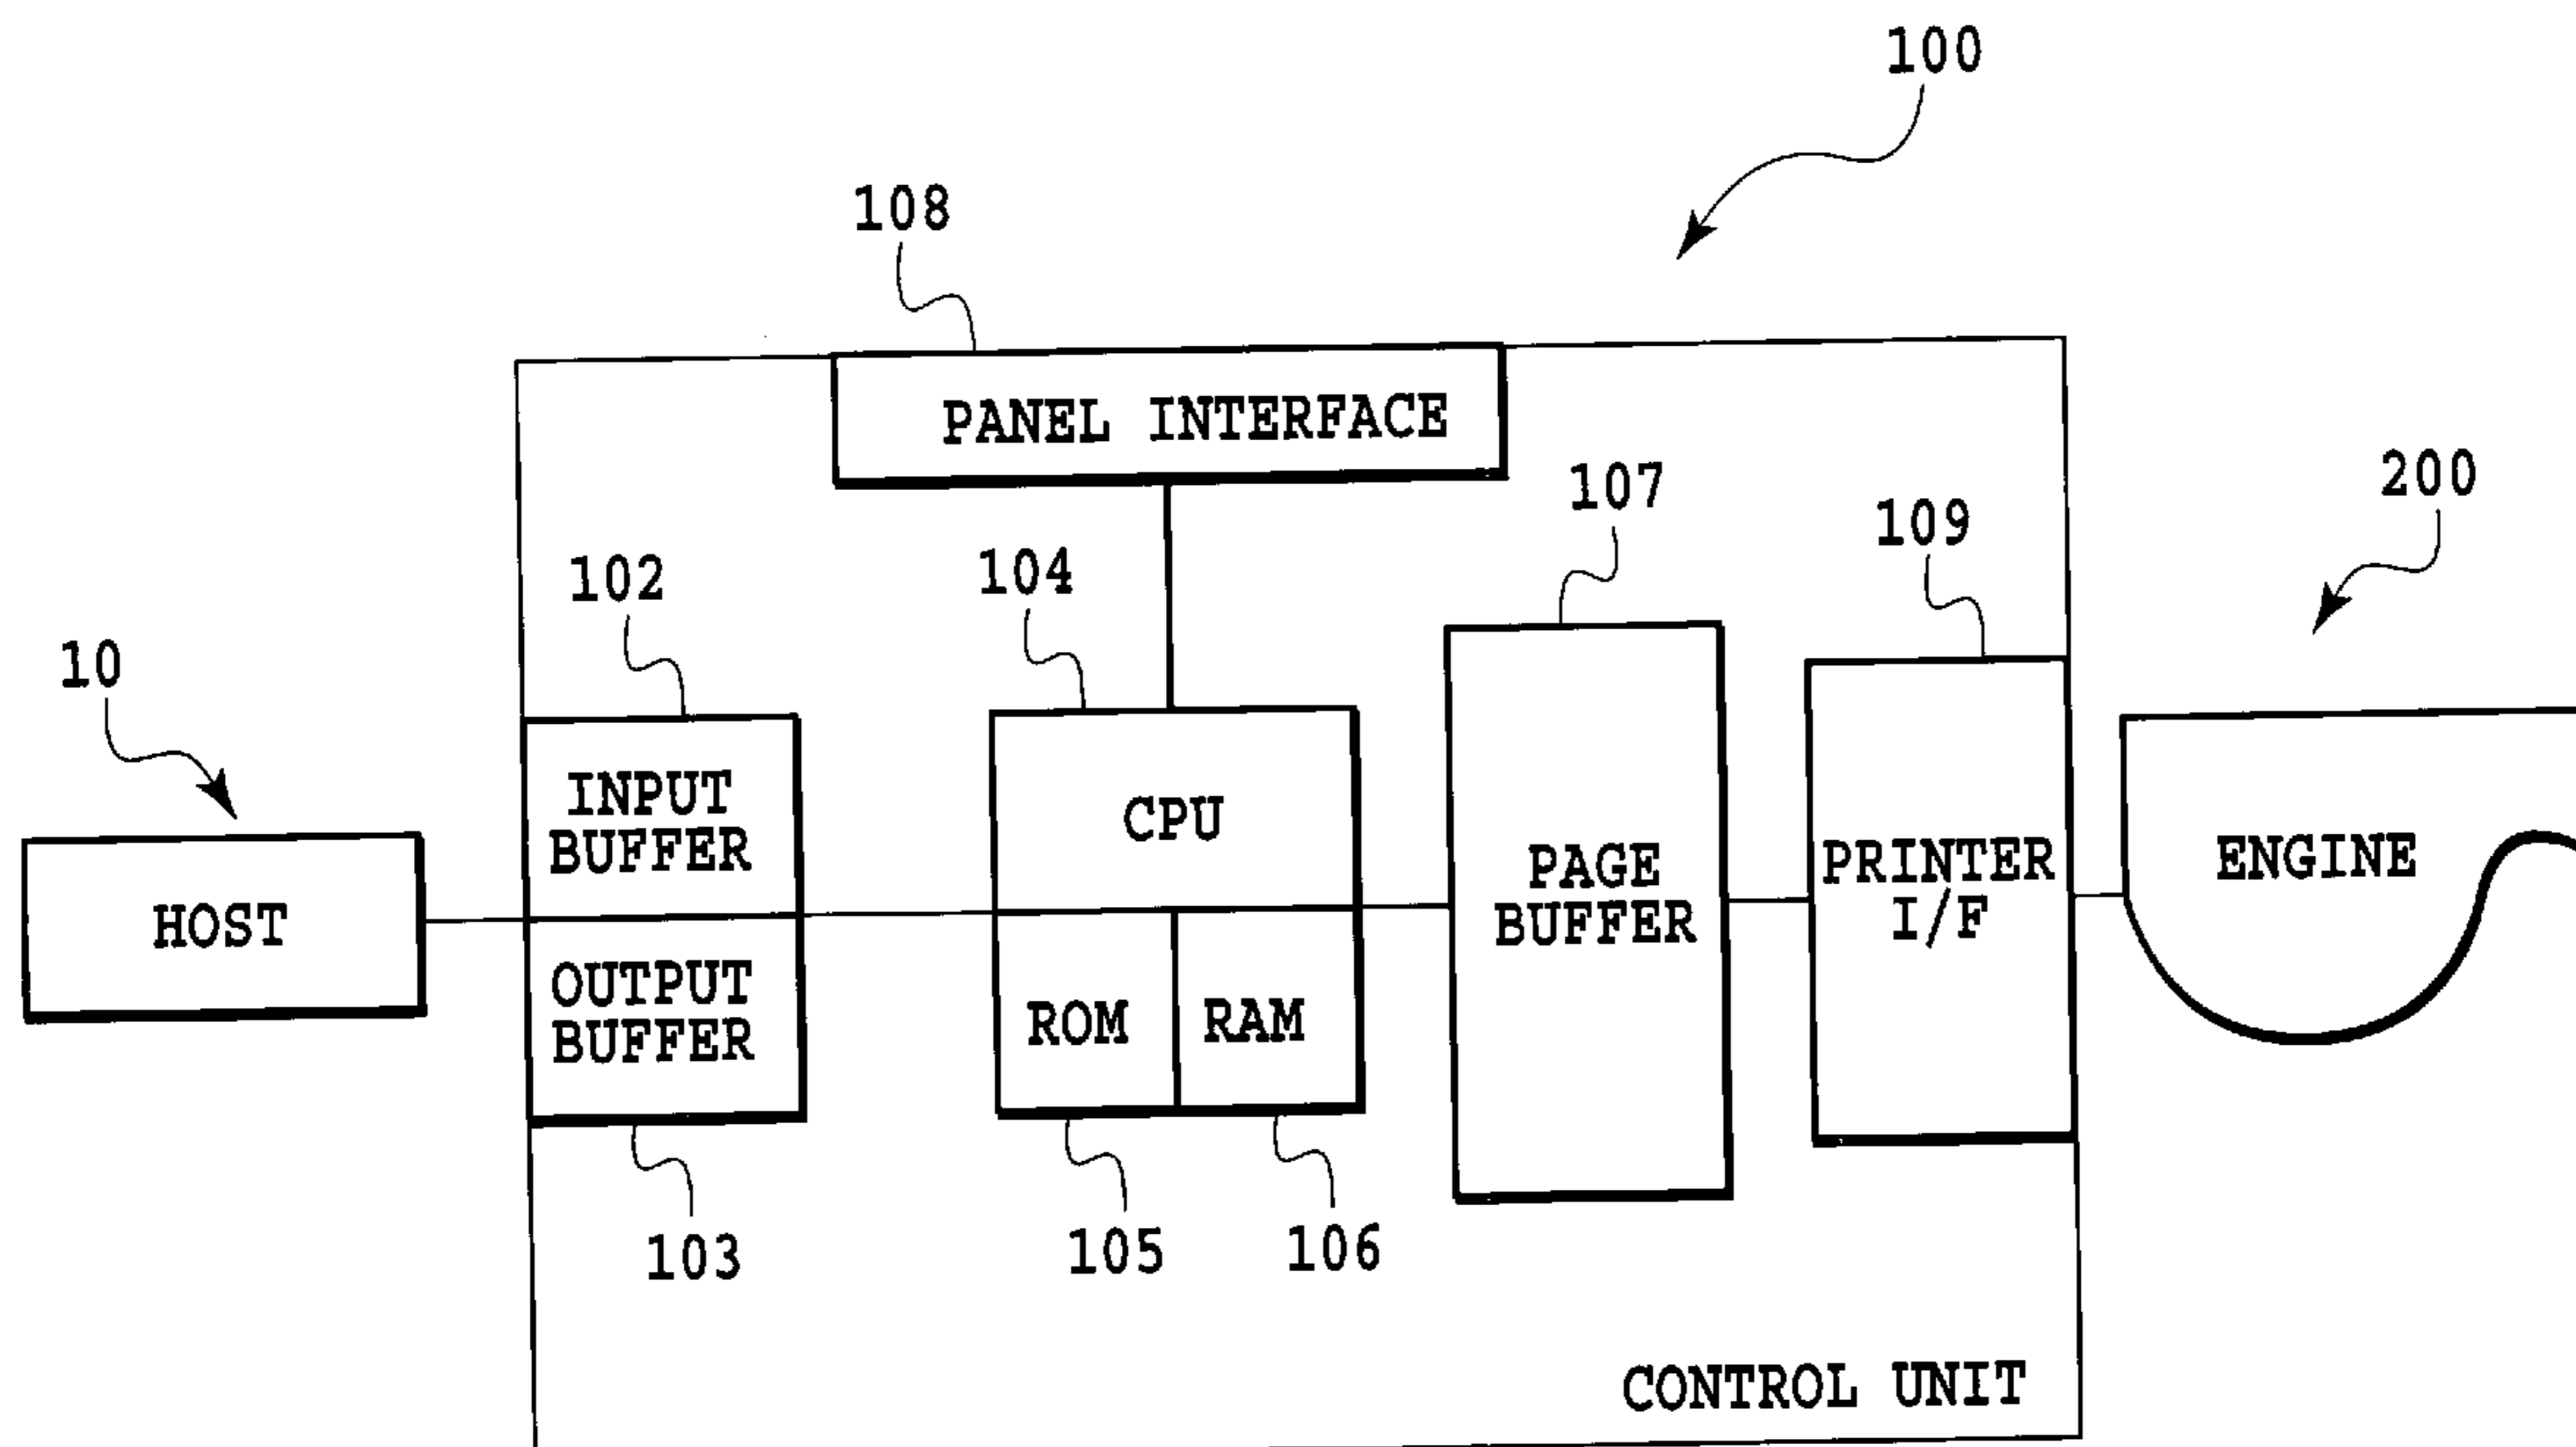 100
108
PANEL INTERFACE
107
200
109
104
102
10
INPUT
BUFFER
CPU
PAGE
BUFFER
PRINTER
I/F
ENGINE
HOST
OUTPUT
BUFFER
ROM
RAM
103
105
106
CONTROL UNIT